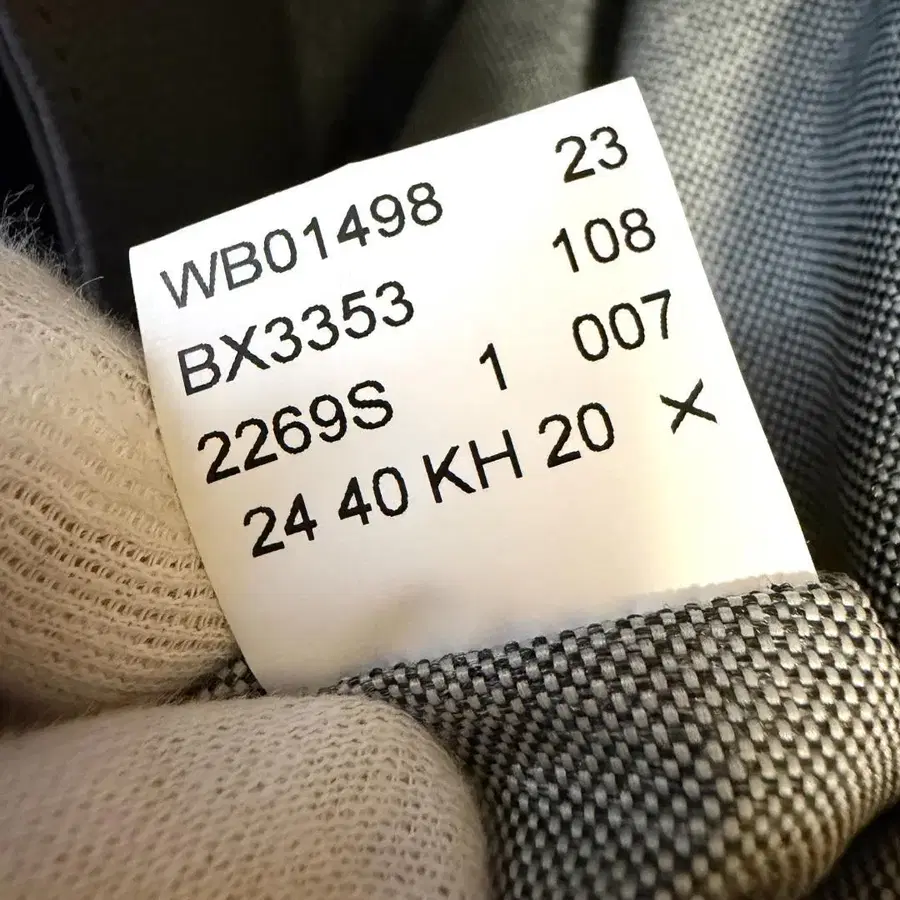 WB01498 23
BX3353 108
2269S 1 007
24 40 KH 20 X